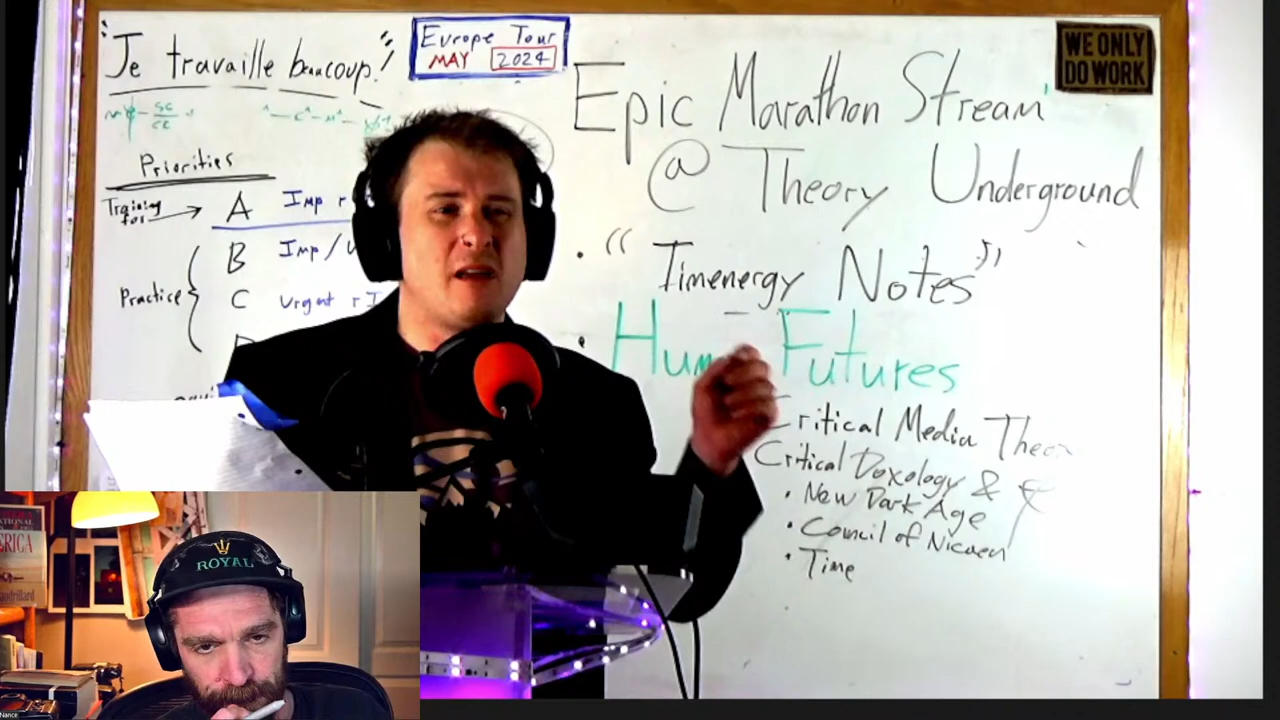 "Je travaille beaucoup."
Europe Tour
MAY 2024
Epic Marathon Stream
@ Theory Underground
WE ONLY
DO WORK
Priorities
Training
for
A Imp
B Imp/
C Urgent
Practice
"Timenergy Notes"
Futures
Critical Media
Critical Doxology &
• New Dark Age
• Council of
• Time
ROYAL
Nance